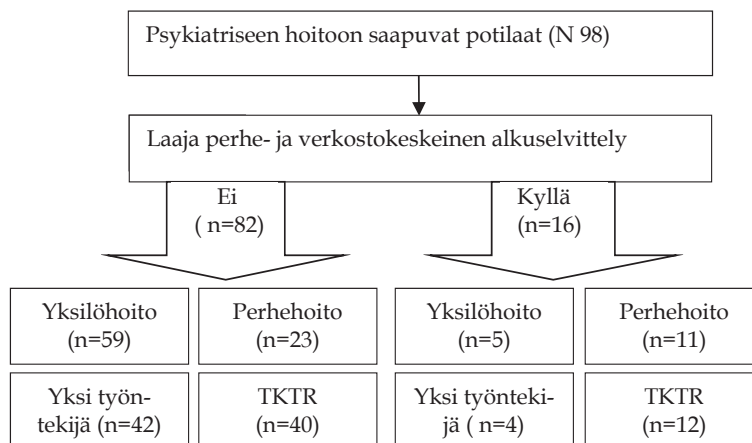 Psykiatriseen hoitoon saapuvat potilaat (N 98)
Laaja perhe- ja verkostokeskeinen alkuselvittely
Ei
( n=82)
Kyllä
(n=16)
Yksilöhoito
(n=59)
Perhehoito
(n=23)
Yksilöhoito
(n=5)
Perhehoito
(n=11)
Yksi työn-
tekijä (n=42)
TKTR
(n=40)
Yksi työnteki-
jä ( n=4)
TKTR
(n=12)